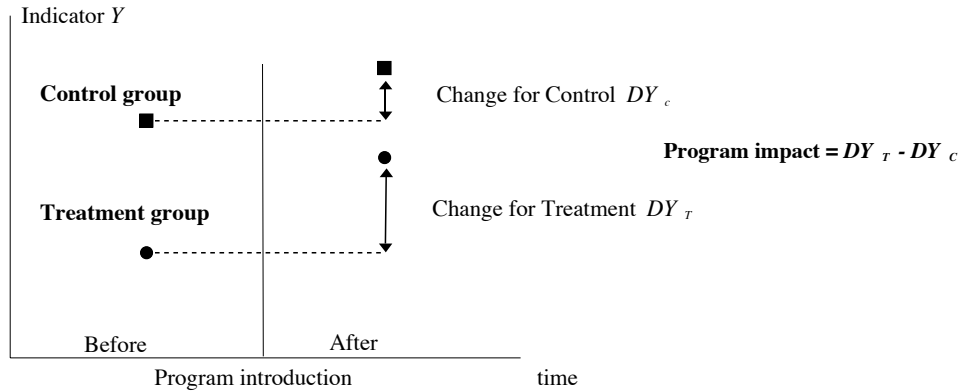 Indicator Y
Control group
Change for Control DY c
Program impact = DY T - DY C
Treatment group
Change for Treatment DY T
Before
After
Program introduction
time